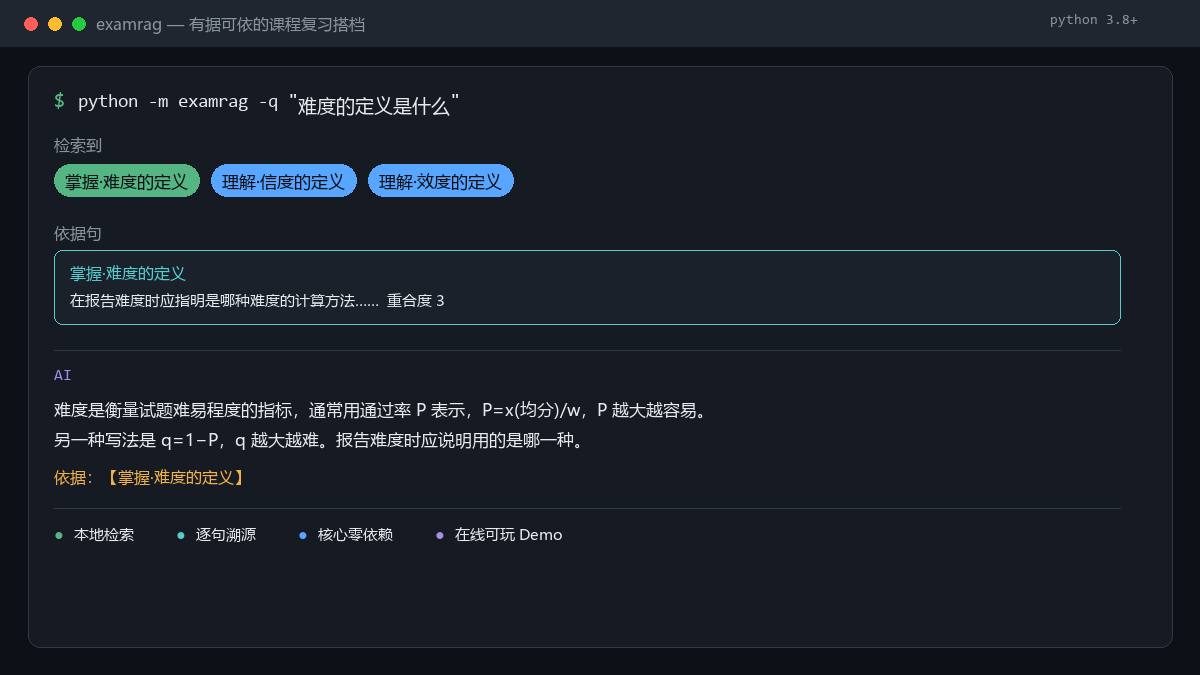 examrag — 有据可依的课程复习搭档
python 3.8+
$ python -m examrag -q "难度的定义是什么"
检索到
掌握·难度的定义 理解·信度的定义 理解·效度的定义
依据句
掌握·难度的定义
在报告难度时应指明是哪种难度的计算方法…… 重合度 3
AI
难度是衡量试题难易程度的指标，通常用通过率 P 表示，P=x(均分)/w，P 越大越容易。
另一种写法是 q=1−P，q 越大越难。报告难度时应说明用的是哪一种。
依据：【掌握·难度的定义】
● 本地检索 ● 逐句溯源 ● 核心零依赖 ● 在线可玩 Demo